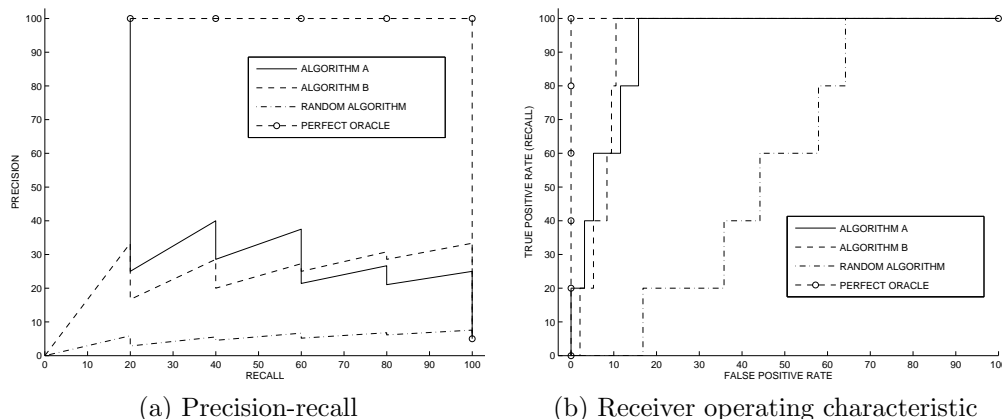 100
90
80
70
60
50
40
30
20
10
0
PRECISION
ALGORITHM A
ALGORITHM B
RANDOM ALGORITHM
PERFECT ORACLE
0 10 20 30 40 50 60 70 80 90 100
RECALL
(a) Precision-recall
100
90
80
70
60
50
40
30
20
10
0
TRUE POSITIVE RATE (RECALL)
ALGORITHM A
ALGORITHM B
RANDOM ALGORITHM
PERFECT ORACLE
0 10 20 30 40 50 60 70 80 90 100
FALSE POSITIVE RATE
(b) Receiver operating characteristic